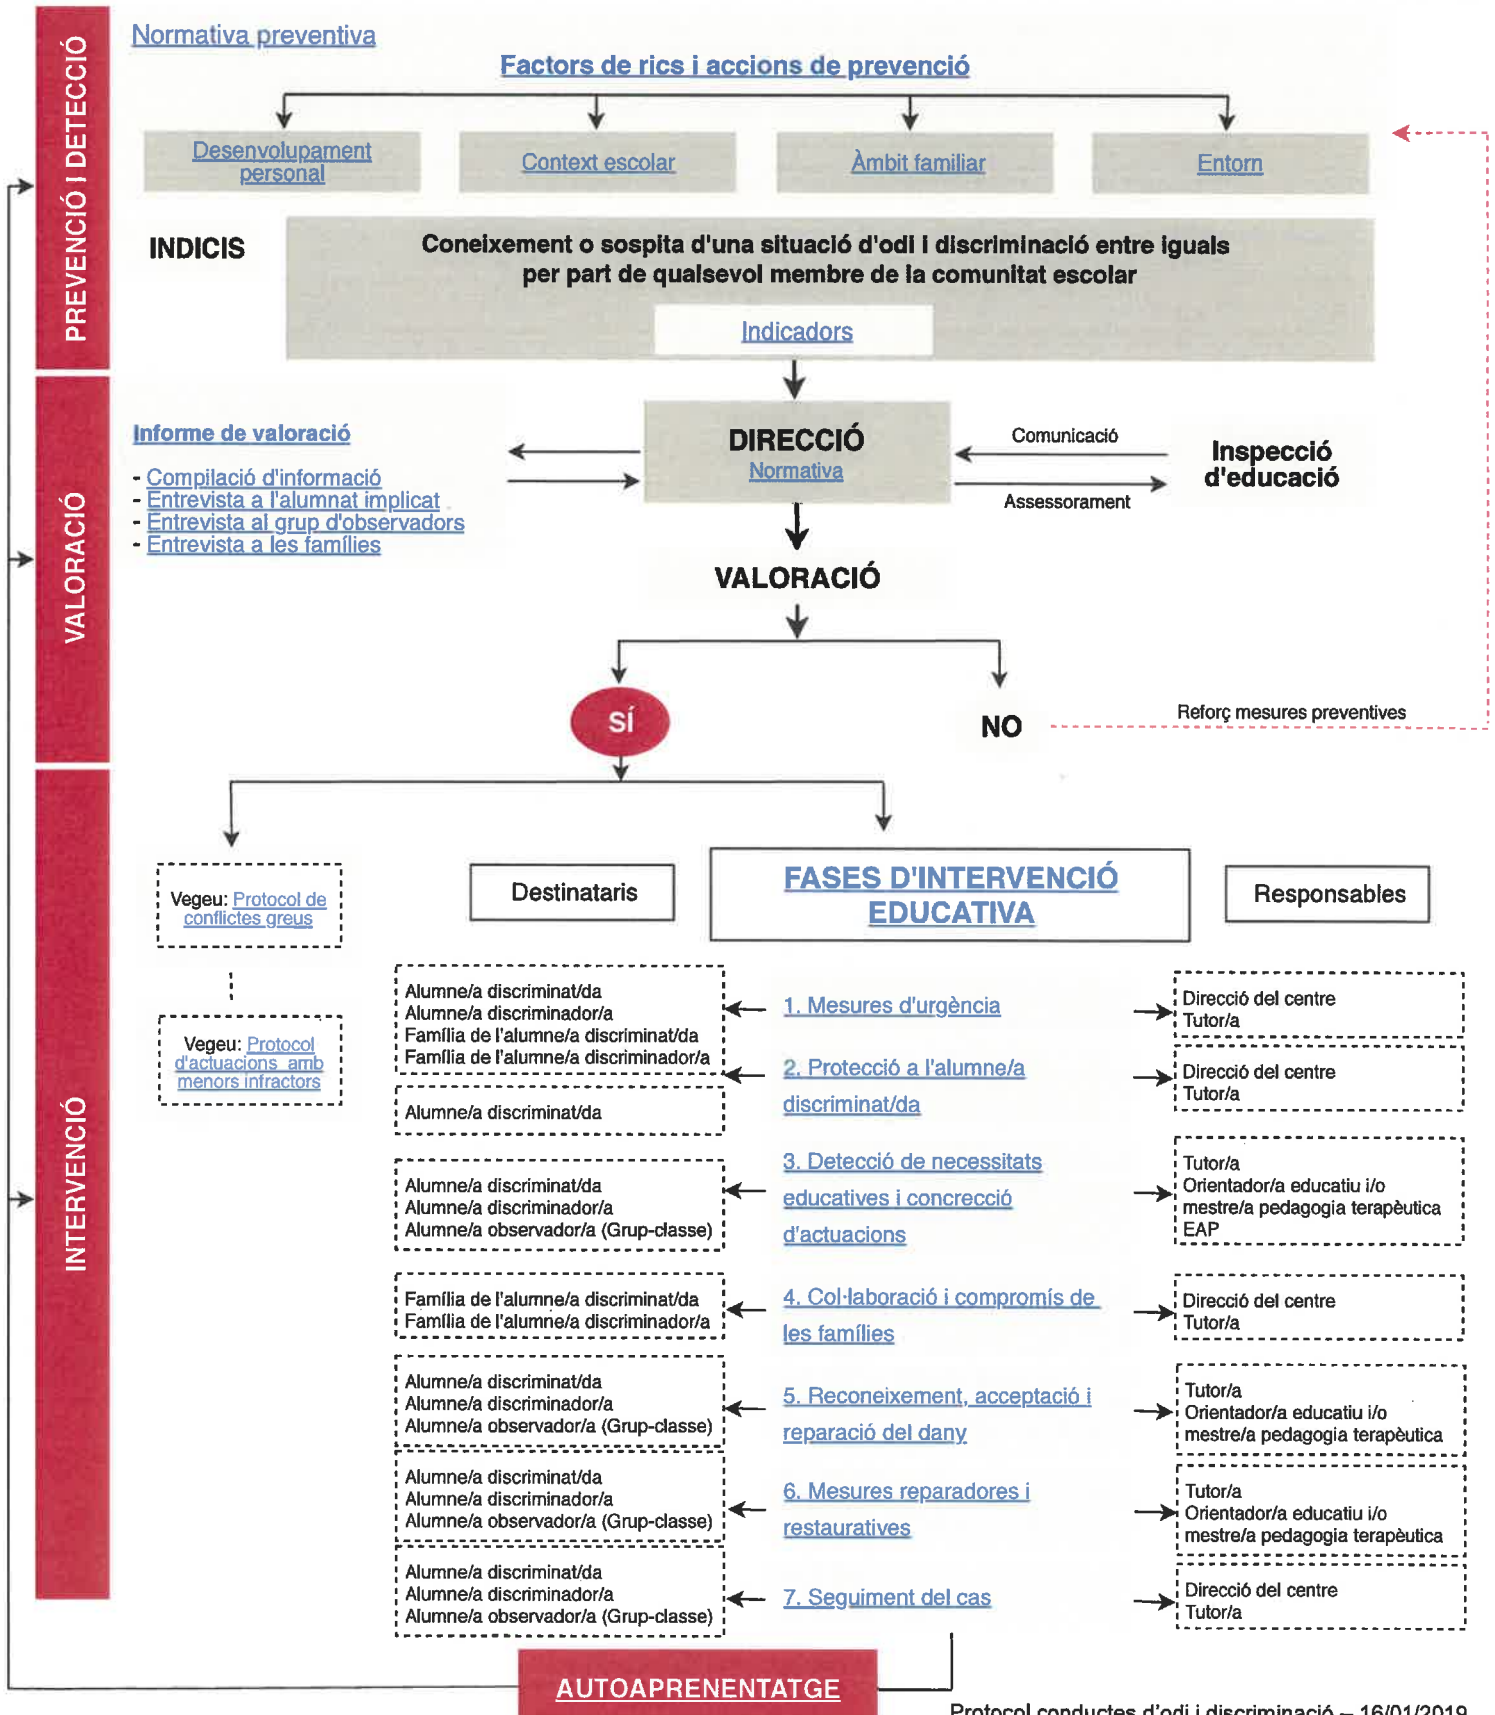 PREVENCIÓ I DETECCIÓ
Normativa preventiva
Factors de rics i accions de prevenció
Desenvolupament
personal
Context escolar
Àmbit familiar
Entorn
INDICIS
Coneixement o sospita d'una situació d'odi i discriminació entre iguals
per part de qualsevol membre de la comunitat escolar
Indicadors
VALORACIÓ
Informe de valoració
- Compilació d'informació
- Entrevista a l'alumnat implicat
- Entrevista al grup d'observadors
- Entrevista a les famílies
DIRECCIÓ
Normativa
Comunicació
Assessorament
Inspecció
d'educació
VALORACIÓ
SÍ
NO
Reforç mesures preventives
INTERVENCIÓ
Vegeu: Protocol de
conflictes greus
Vegeu: Protocol
d'actuacions amb
menors infractors
Destinataris
FASES D'INTERVENCIÓ
EDUCATIVA
Responsables
Alumne/a discriminat/da
Alumne/a discriminador/a
Família de l'alumne/a discriminat/da
Família de l'alumne/a discriminador/a
1. Mesures d'urgència
Direcció del centre
Tutor/a
Alumne/a discriminat/da
2. Protecció a l'alumne/a
discriminat/da
Direcció del centre
Tutor/a
Alumne/a discriminat/da
Alumne/a discriminador/a
Alumne/a observador/a (Grup-classe)
3. Detecció de necessitats
educatives i concrecció
d'actuacions
Tutor/a
Orientador/a educatiu i/o
mestre/a pedagogia terapèutica
EAP
Família de l'alumne/a discriminat/da
Família de l'alumne/a discriminador/a
4. Col·laboració i compromís de
les famílies
Direcció del centre
Tutor/a
Alumne/a discriminat/da
Alumne/a discriminador/a
Alumne/a observador/a (Grup-classe)
5. Reconeixement, acceptació i
reparació del dany
Tutor/a
Orientador/a educatiu i/o
mestre/a pedagogia terapèutica
Alumne/a discriminat/da
Alumne/a discriminador/a
Alumne/a observador/a (Grup-classe)
6. Mesures reparadores i
restauratives
Tutor/a
Orientador/a educatiu i/o
mestre/a pedagogia terapèutica
Alumne/a discriminat/da
Alumne/a discriminador/a
Alumne/a observador/a (Grup-classe)
7. Seguiment del cas
Direcció del centre
Tutor/a
AUTOAPRENENTATGE
Protocol conductes d'odi i discriminació – 16/01/2019